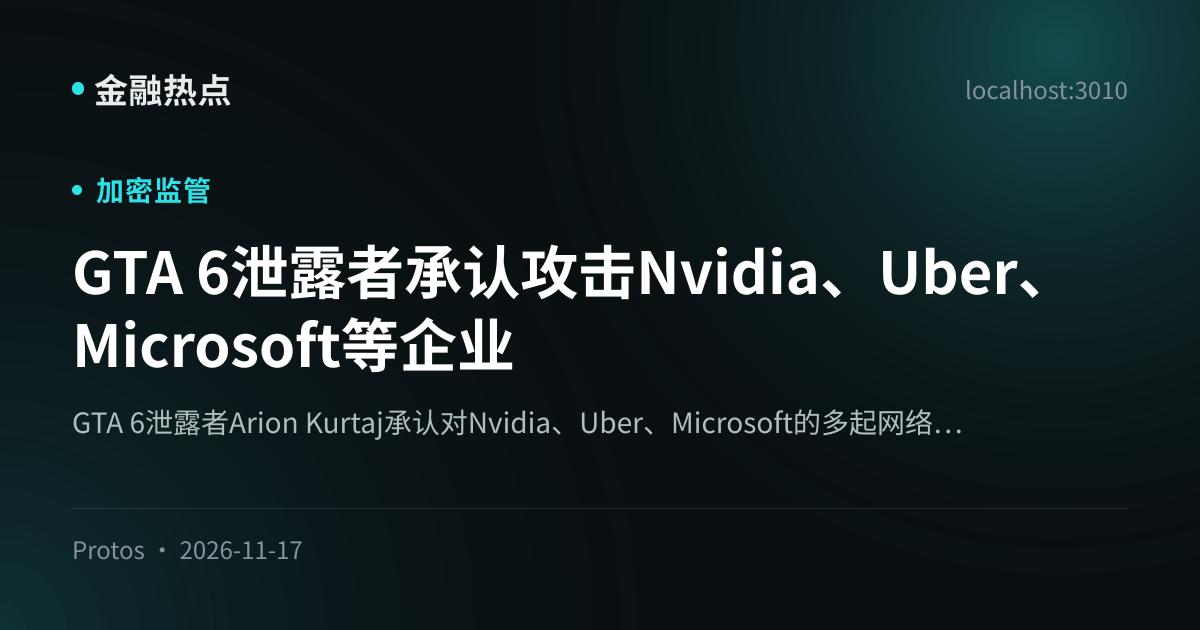 金融热点
localhost:3010
加密监管
GTA 6泄露者承认攻击Nvidia、Uber、
Microsoft等企业
GTA 6泄露者Arion Kurtaj承认对Nvidia、Uber、Microsoft的多起网络…
Protos · 2026-11-17